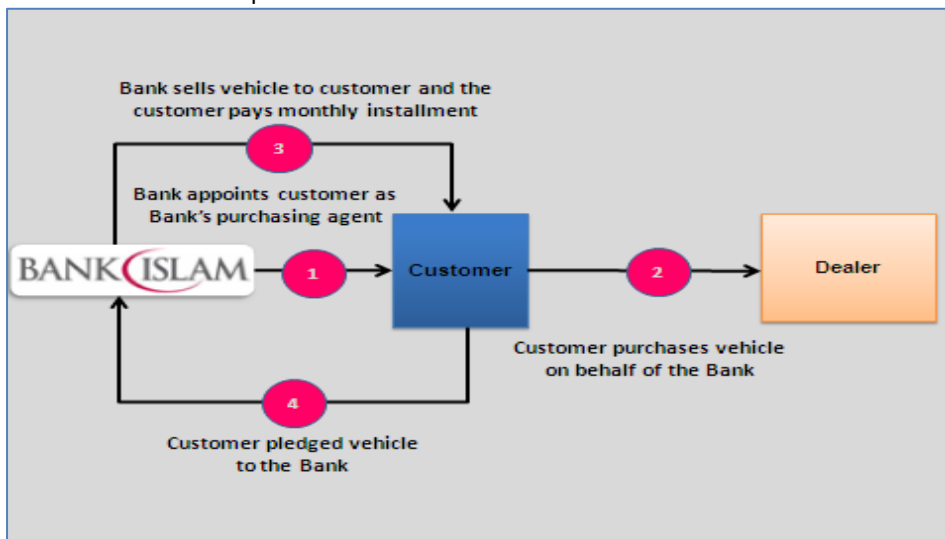 Bank sells vehicle to customer and the
customer pays monthly installment
3
Bank appoints customer as
Bank's purchasing agent
BANK ISLAM
1
Customer
2
Dealer
Customer purchases vehicle
on behalf of the Bank
4
Customer pledged vehicle
to the Bank